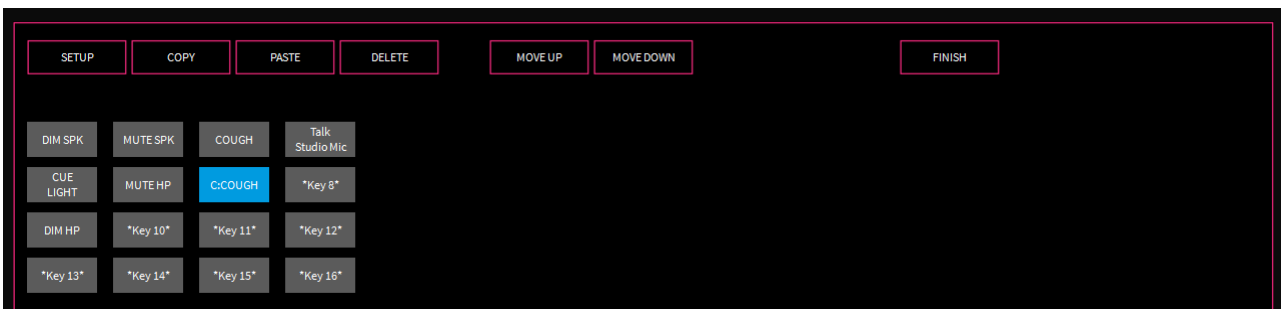 SETUP
COPY
PASTE
DELETE
MOVE UP
MOVE DOWN
FINISH
DIM SPK
MUTE SPK
COUGH
Talk
Studio Mic
CUE
LIGHT
MUTE HP
C:COUGH
*Key 8*
DIM HP
*Key 10*
*Key 11*
*Key 12*
*Key 13*
*Key 14*
*Key 15*
*Key 16*